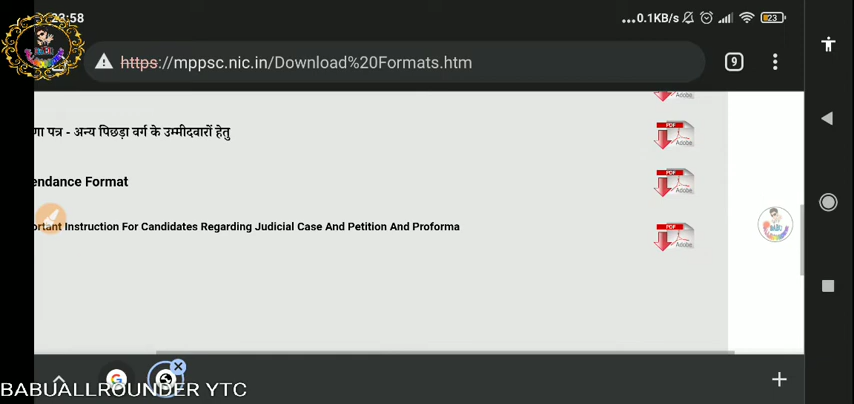 23:58
...0.1KB/s
23
https://mppsc.nic.in/Download%20Formats.htm
9
Adobe
णा पत्र - अन्य पिछड़ा वर्ग के उम्मीदवारों हेतु
PDF
Adobe
endance Format
PDF
Adobe
ortant Instruction For Candidates Regarding Judicial Case And Petition And Proforma
PDF
Adobe
BABUALLROUNDER YTC